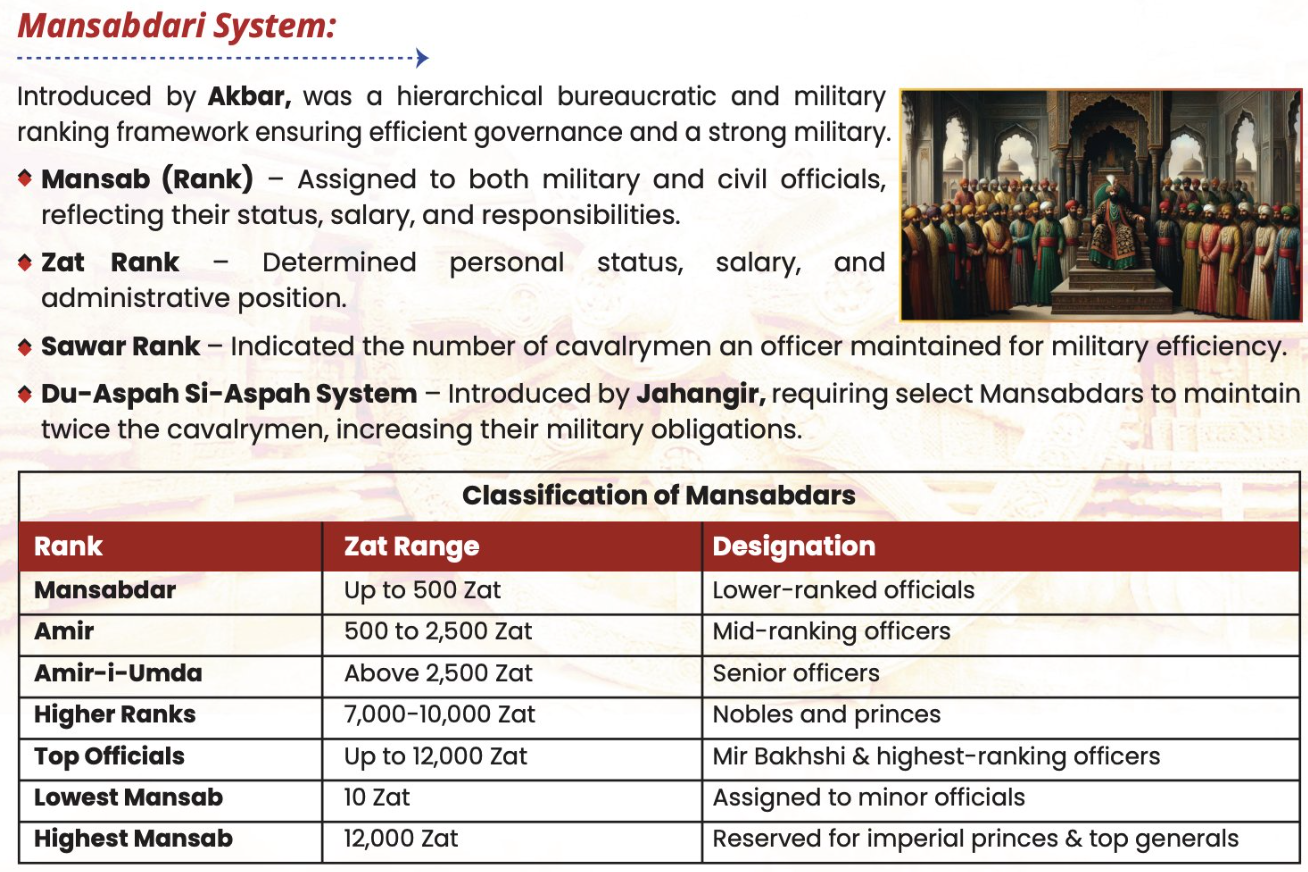 Mansabdari System:
Introduced by Akbar, was a hierarchical bureaucratic and military
ranking framework ensuring efficient governance and a strong military.
Mansab (Rank) – Assigned to both military and civil officials,
reflecting their status, salary, and responsibilities.
Zat Rank – Determined personal status, salary, and
administrative position.
Sawar Rank – Indicated the number of cavalrymen an officer maintained for military efficiency.
Du-Aspah Si-Aspah System – Introduced by Jahangir, requiring select Mansabdars to maintain
twice the cavalrymen, increasing their military obligations.
Classification of Mansabdars
Rank Zat Range Designation
Mansabdar Up to 500 Zat Lower-ranked officials
Amir 500 to 2,500 Zat Mid-ranking officers
Amir-i-Umda Above 2,500 Zat Senior officers
Higher Ranks 7,000-10,000 Zat Nobles and princes
Top Officials Up to 12,000 Zat Mir Bakhshi & highest-ranking officers
Lowest Mansab 10 Zat Assigned to minor officials
Highest Mansab 12,000 Zat Reserved for imperial princes & top generals